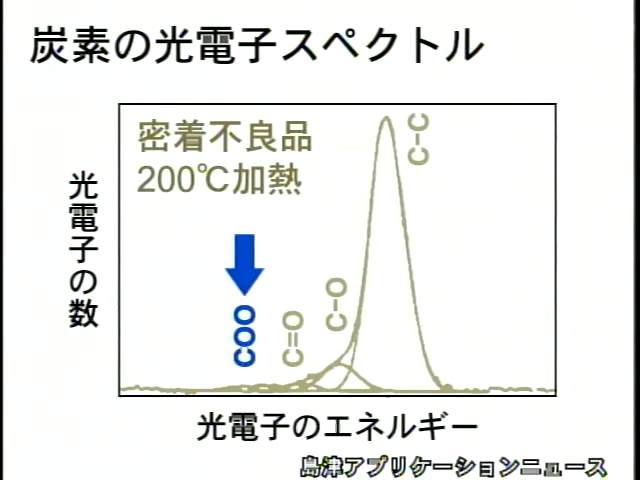 炭素の光電子スペクトル
密着不良品
200℃加熱
C-C
C-O
C=O
COO
光電子の数
光電子のエネルギー
島津アプリケーションニュース